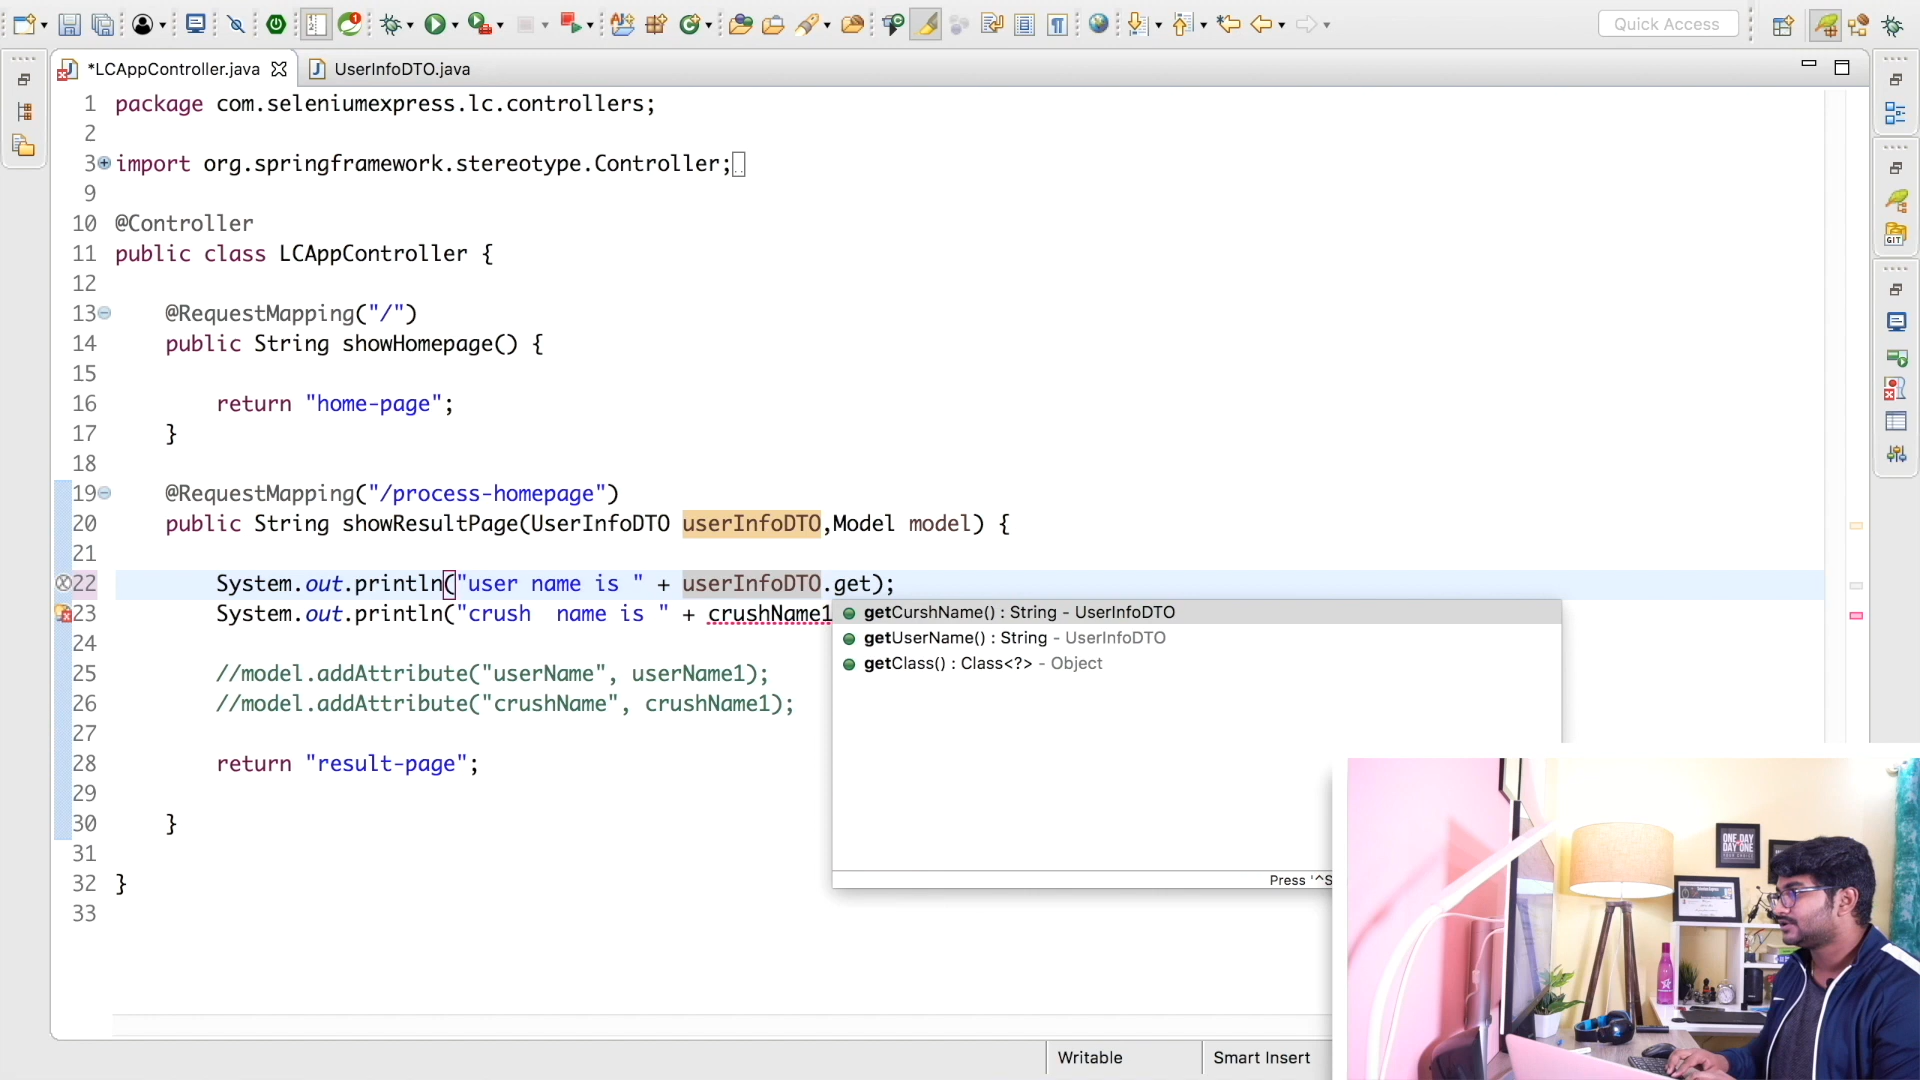 Quick Access
*LCAppController.java
UserInfoDTO.java
1 package com.seleniumexpress.lc.controllers;
2
3 import org.springframework.stereotype.Controller;
9
10 @Controller
11 public class LCAppController {
12
13 @RequestMapping("/")
14 public String showHomepage() {
15
16 return "home-page";
17 }
18
19 @RequestMapping("/process-homepage")
20 public String showResultPage(UserInfoDTO userInfoDTO,Model model) {
21
22 System.out.println("user name is " + userInfoDTO.get);
23 System.out.println("crush  name is " + crushName1
getCurshName() : String - UserInfoDTO
getUserName() : String - UserInfoDTO
getClass() : Class<?> - Object
24
25 //model.addAttribute("userName", userName1);
26 //model.addAttribute("crushName", crushName1);
27
28 return "result-page";
29
30 }
31
32 }
33
Press '^S
Writable
Smart Insert
GIT
ONE DAY
DAY ONE